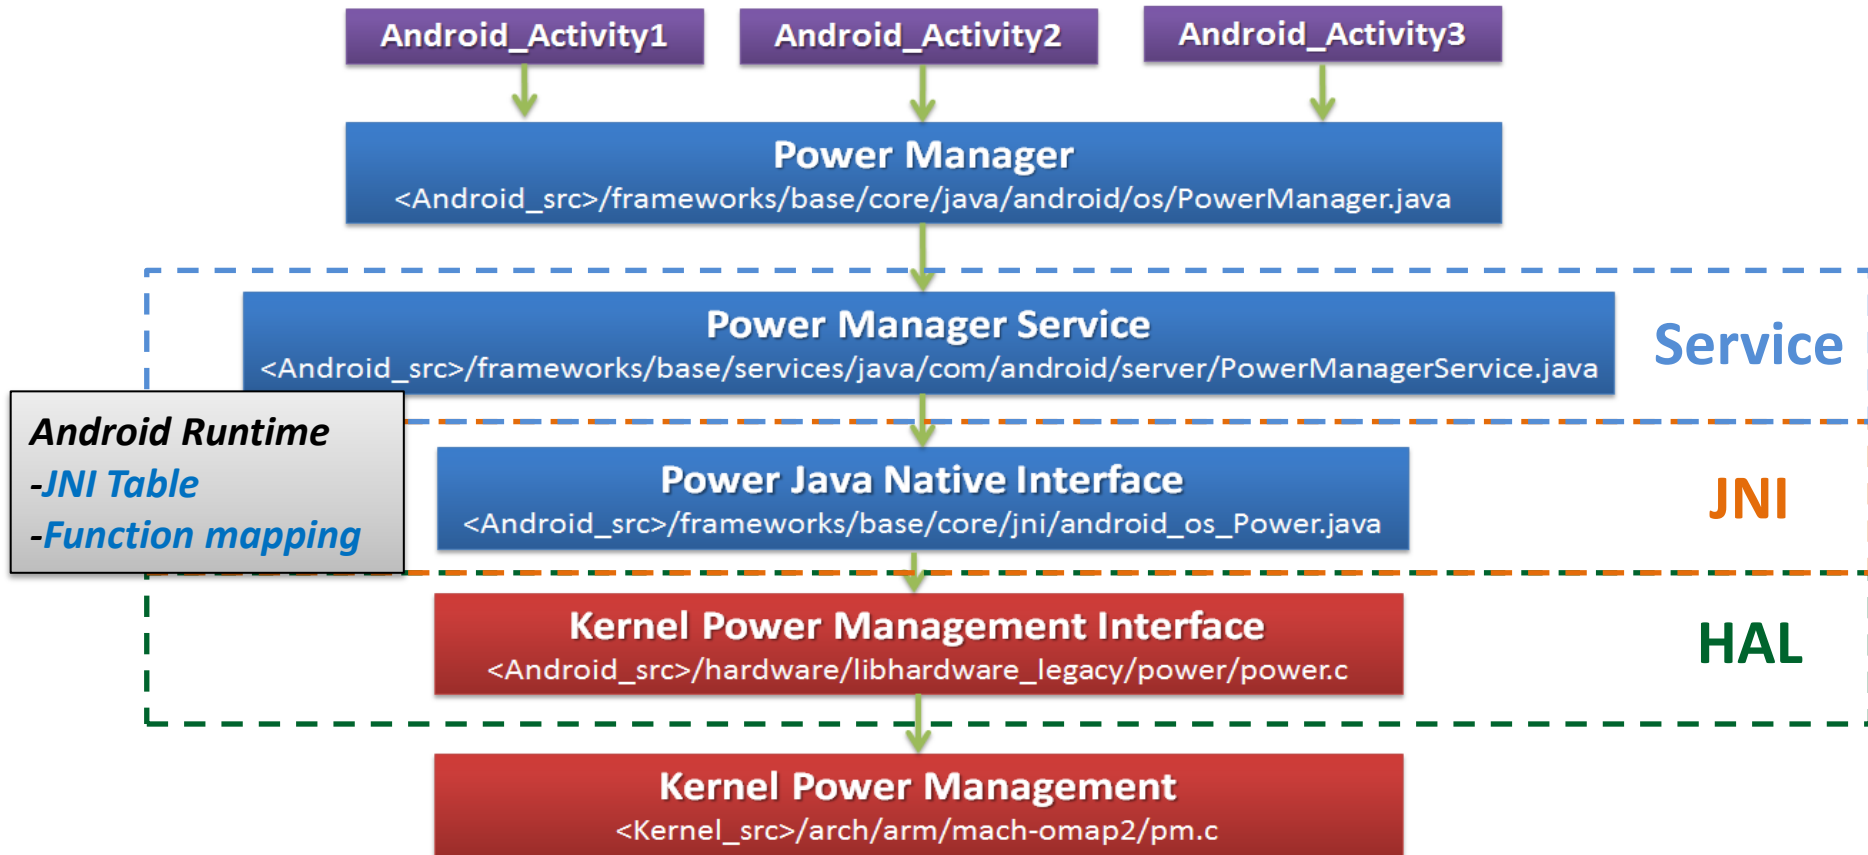 Android_Activity1
Android_Activity2
Android_Activity3
Power Manager
<Android_src>/frameworks/base/core/java/android/os/PowerManager.java
Power Manager Service
<Android_src>/frameworks/base/services/java/com/android/server/PowerManagerService.java
Service
Android Runtime
-JNI Table
-Function mapping
Power Java Native Interface
<Android_src>/frameworks/base/core/jni/android_os_Power.java
JNI
Kernel Power Management Interface
<Android_src>/hardware/libhardware_legacy/power/power.c
HAL
Kernel Power Management
<Kernel_src>/arch/arm/mach-omap2/pm.c